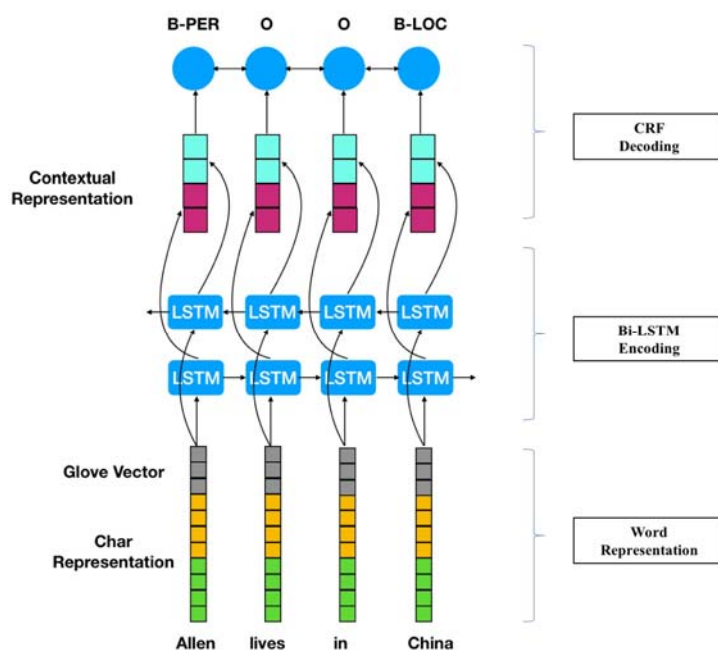 B-PER O O B-LOC
CRF
Decoding
Contextual
Representation
LSTM LSTM LSTM LSTM
Bi-LSTM
Encoding
LSTM LSTM LSTM LSTM
Glove Vector
Char
Representation
Word
Representation
Allen lives in China